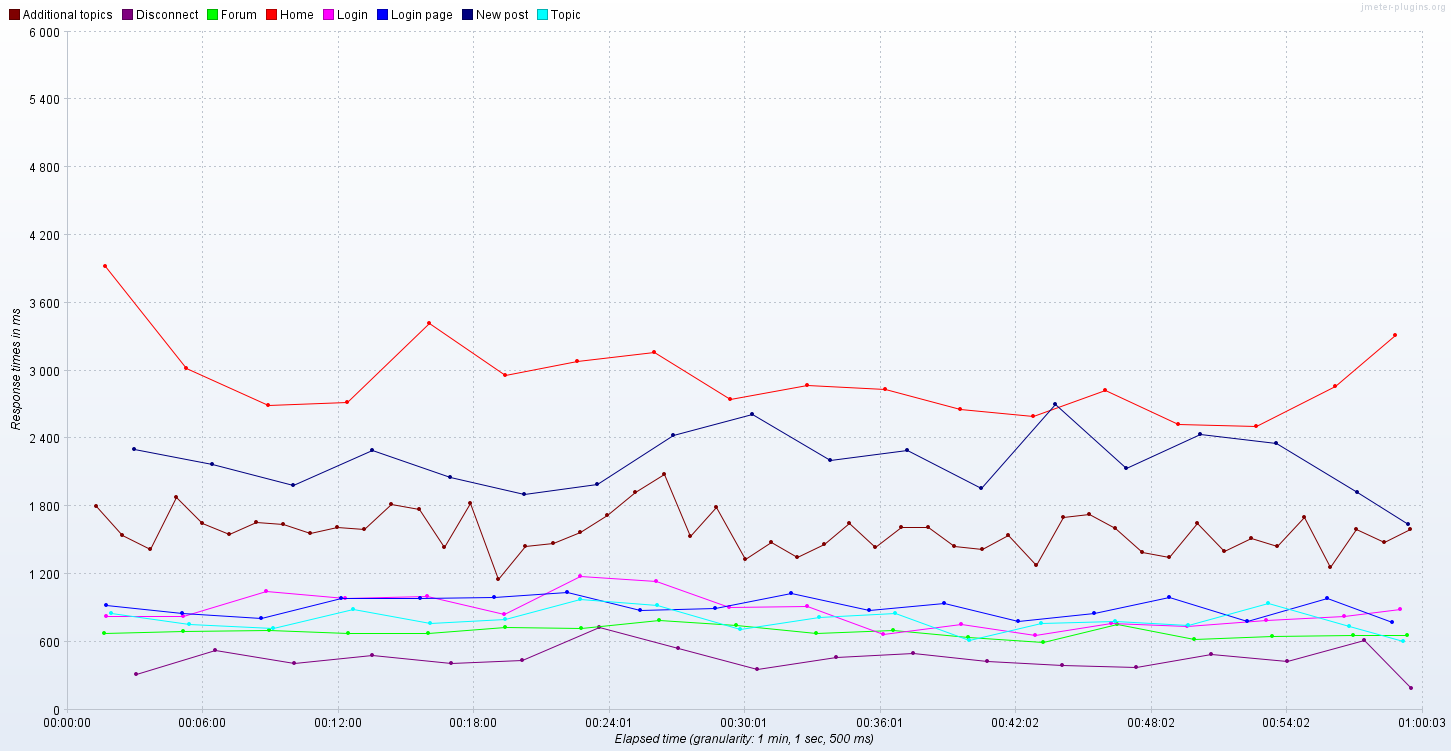 jmeter-plugins.org
Additional topics Disconnect Forum Home Login Login page New post Topic
6 000
5 400
4 800
4 200
3 600
3 000
2 400
1 800
1 200
600
0
Response times in ms
00:00:00 00:06:00 00:12:00 00:18:00 00:24:01 00:30:01 00:36:01 00:42:02 00:48:02 00:54:02 01:00:03
Elapsed time (granularity: 1 min, 1 sec, 500 ms)